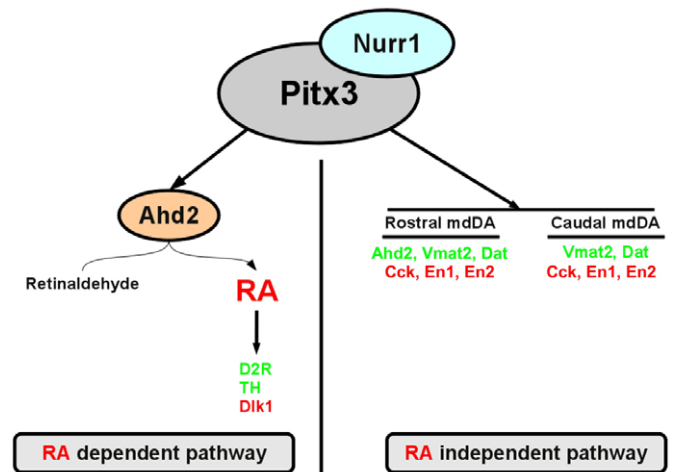 Nurr1
Pitx3
Ahd2
Retinaldehyde
RA
D2R
TH
Dlk1
RA dependent pathway
Rostral mdDA
Ahd2, Vmat2, Dat
Cck, En1, En2
Caudal mdDA
Vmat2, Dat
Cck, En1, En2
RA independent pathway